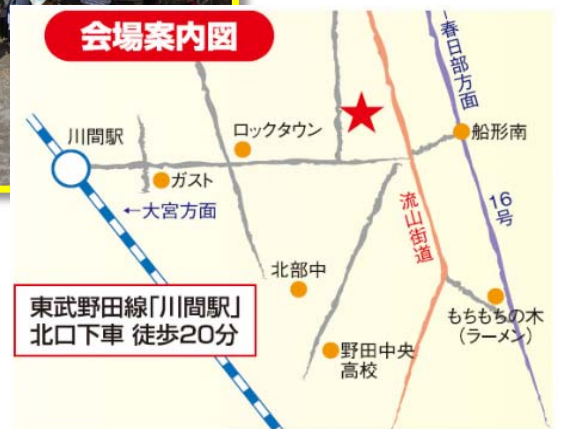 会場案内図
川間駅
ロックタウン
ガスト
←大宮方面
春日部方面
船形南
16号
流山街道
北部中
もちもちの木
(ラーメン)
野田中央
高校
東武野田線「川間駅」
北口下車 徒歩20分